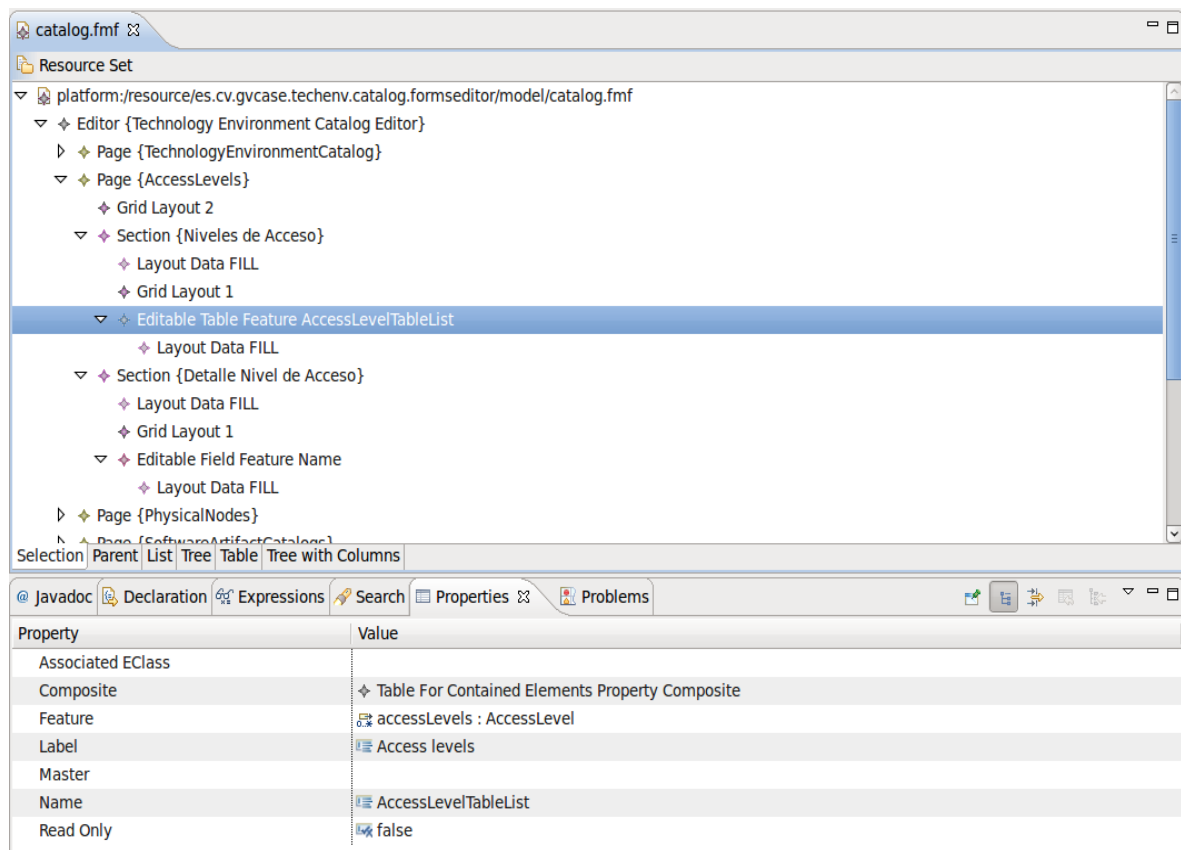 catalog.fmf
Resource Set
platform:/resource/es.cv.gvcase.techenv.catalog.formseditor/model/catalog.fmf
Editor {Technology Environment Catalog Editor}
Page {TechnologyEnvironmentCatalog}
Page {AccessLevels}
Grid Layout 2
Section {Niveles de Acceso}
Layout Data FILL
Grid Layout 1
Editable Table Feature AccessLevelTableList
Layout Data FILL
Section {Detalle Nivel de Acceso}
Layout Data FILL
Grid Layout 1
Editable Field Feature Name
Layout Data FILL
Page {PhysicalNodes}
Page {SoftwareArtifactCatalogs}
Selection Parent List Tree Table Tree with Columns
@ Javadoc Declaration Expressions Search Properties Problems
Property Value
Associated EClass
Composite Table For Contained Elements Property Composite
Feature accessLevels : AccessLevel
Label Access levels
Master
Name AccessLevelTableList
Read Only false